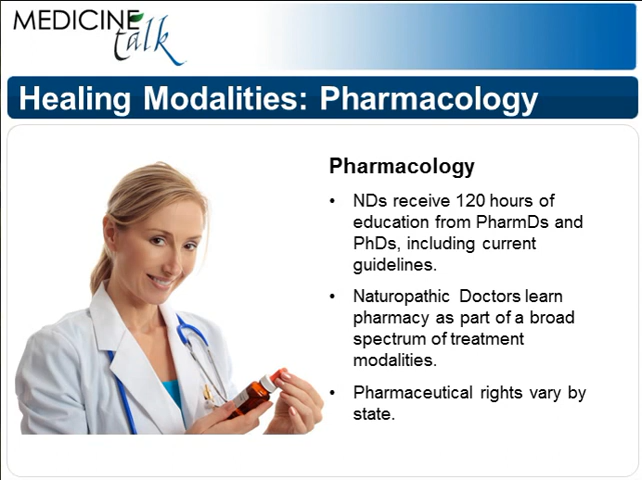 MEDICINE
talk
Healing Modalities: Pharmacology
Pharmacology
• NDs receive 120 hours of
education from PharmDs and
PhDs, including current
guidelines.
• Naturopathic Doctors learn
pharmacy as part of a broad
spectrum of treatment
modalities.
• Pharmaceutical rights vary by
state.